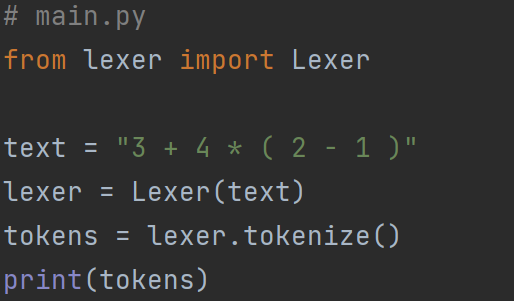 # main.py
from lexer import Lexer

text = "3 + 4 * ( 2 - 1 )"
lexer = Lexer(text)
tokens = lexer.tokenize()
print(tokens)